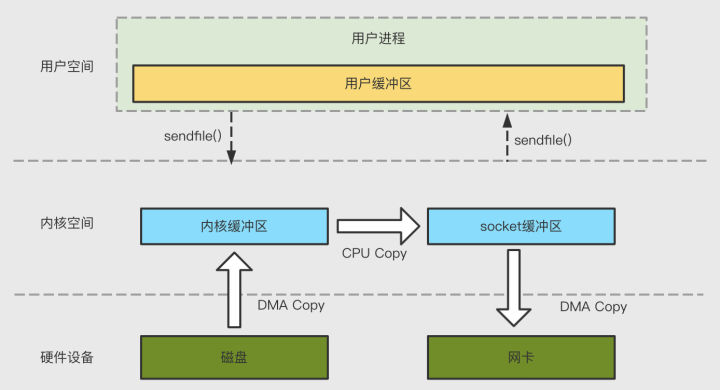 用户进程
用户空间
用户缓冲区
sendfile()
sendfile()
内核空间
内核缓冲区
socket缓冲区
CPU Copy
DMA Copy
DMA Copy
硬件设备
磁盘
网卡